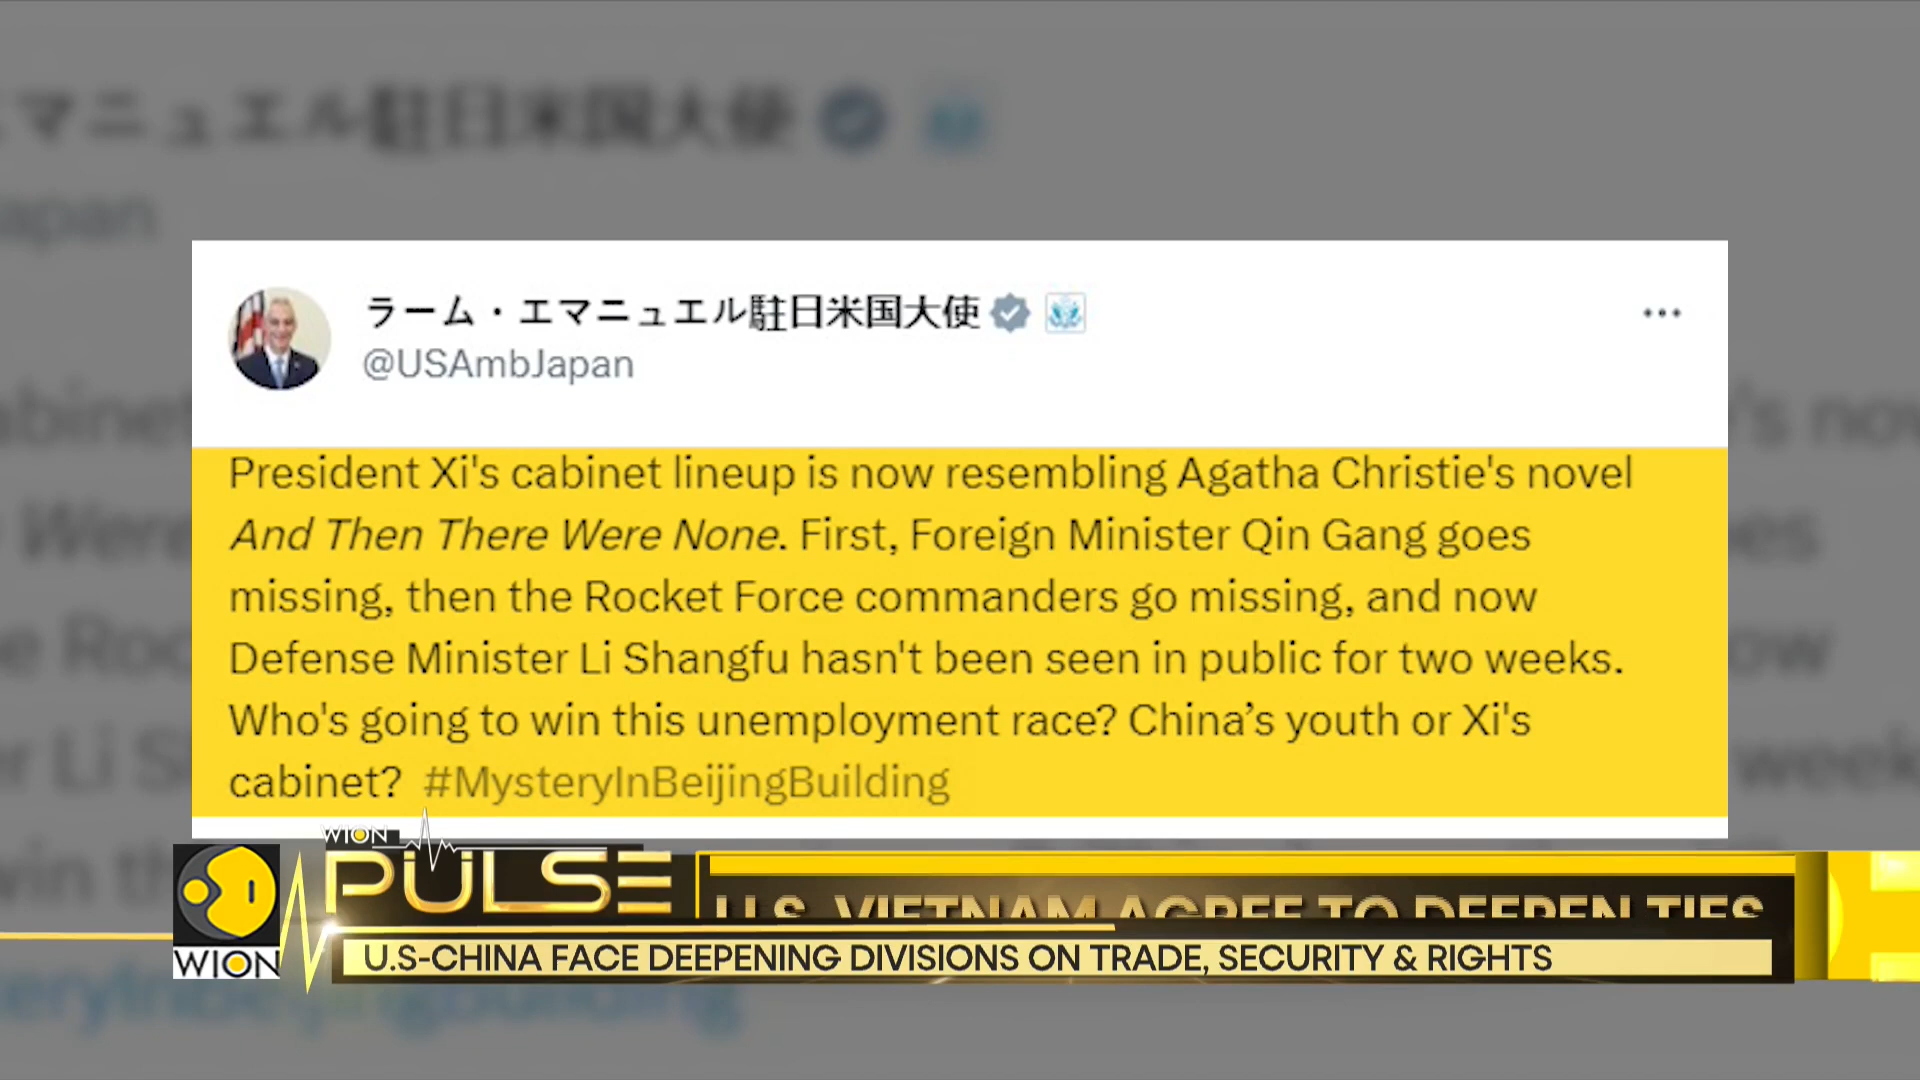 ラーム・エマニュエル駐日米国大使
@USAmbJapan
President Xi's cabinet lineup is now resembling Agatha Christie's novel
And Then There Were None. First, Foreign Minister Qin Gang goes
missing, then the Rocket Force commanders go missing, and now
Defense Minister Li Shangfu hasn't been seen in public for two weeks.
Who's going to win this unemployment race? China’s youth or Xi's
cabinet? #MysteryInBeijingBuilding
WION
PULSE
U.S, VIETNAM AGREE TO DEEPEN TIES
WION
U.S-CHINA FACE DEEPENING DIVISIONS ON TRADE, SECURITY & RIGHTS